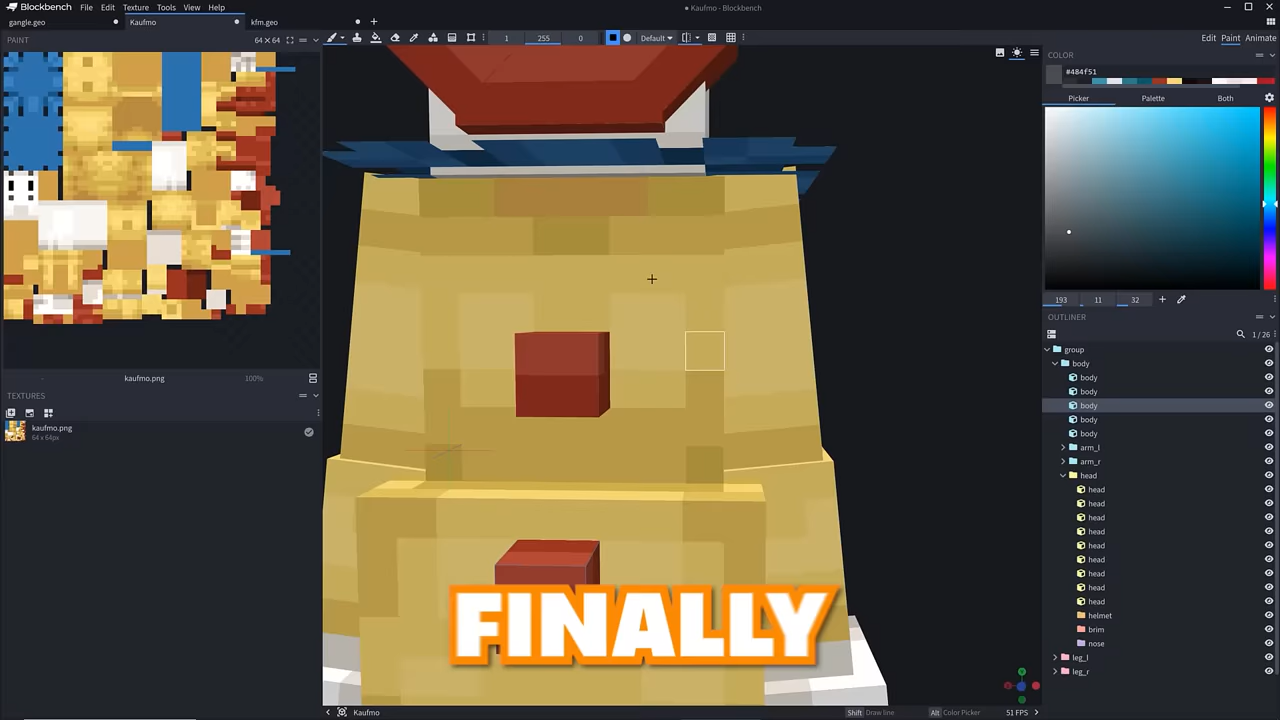 Blockbench
File
Edit
Texture
Tools
View
Help
Kaufmo - Blockbench
gangle.geo
Kaufmo
kfm.geo
PAINT
64×64
1
255
0
Default
Edit
Paint
Animate
COLOR
#484f51
Picker
Palette
Both
193
11
32
OUTLINER
1 / 26
group
body
body
body
body
body
body
arm_l
arm_r
head
head
head
head
head
head
head
head
head
head
helmet
brim
nose
leg_l
leg_r
kaufmo.png
100%
TEXTURES
kaufmo.png
64 x 64px
FINALLY
Kaufmo
Shift Draw line
Alt Color Picker
51 FPS